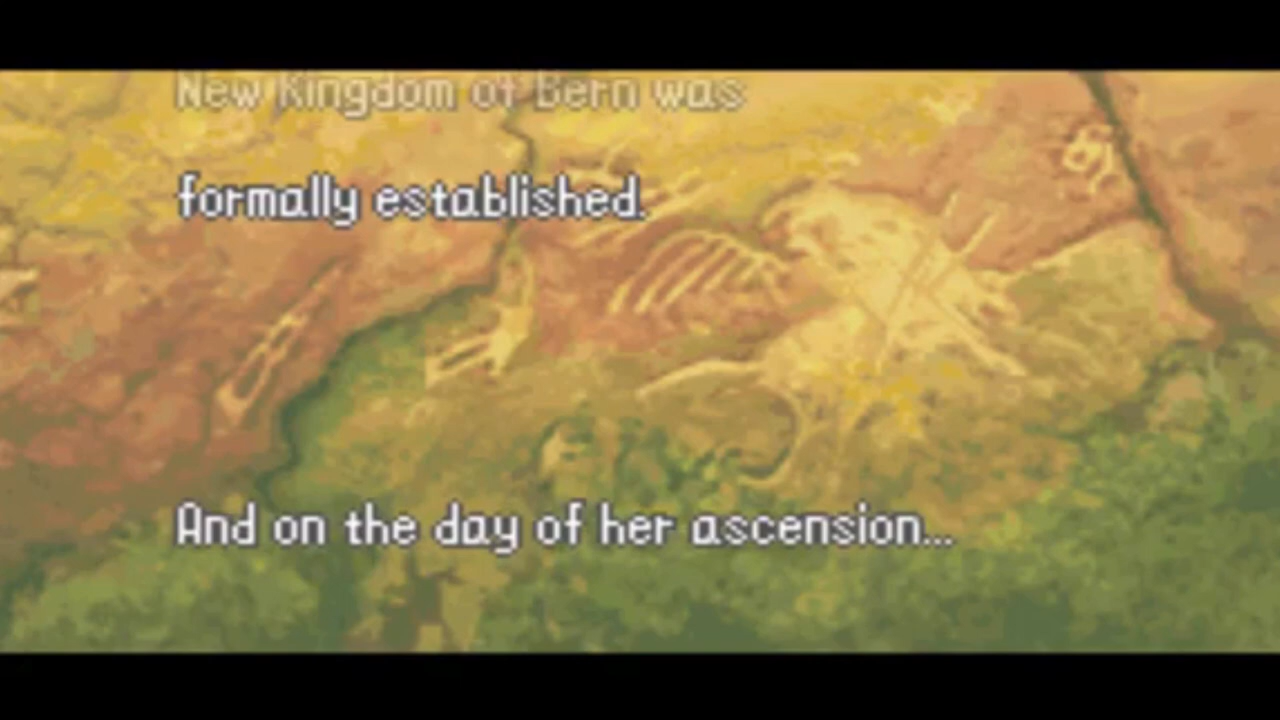 New Kingdom of Bern was
formally established.
And on the day of her ascension...